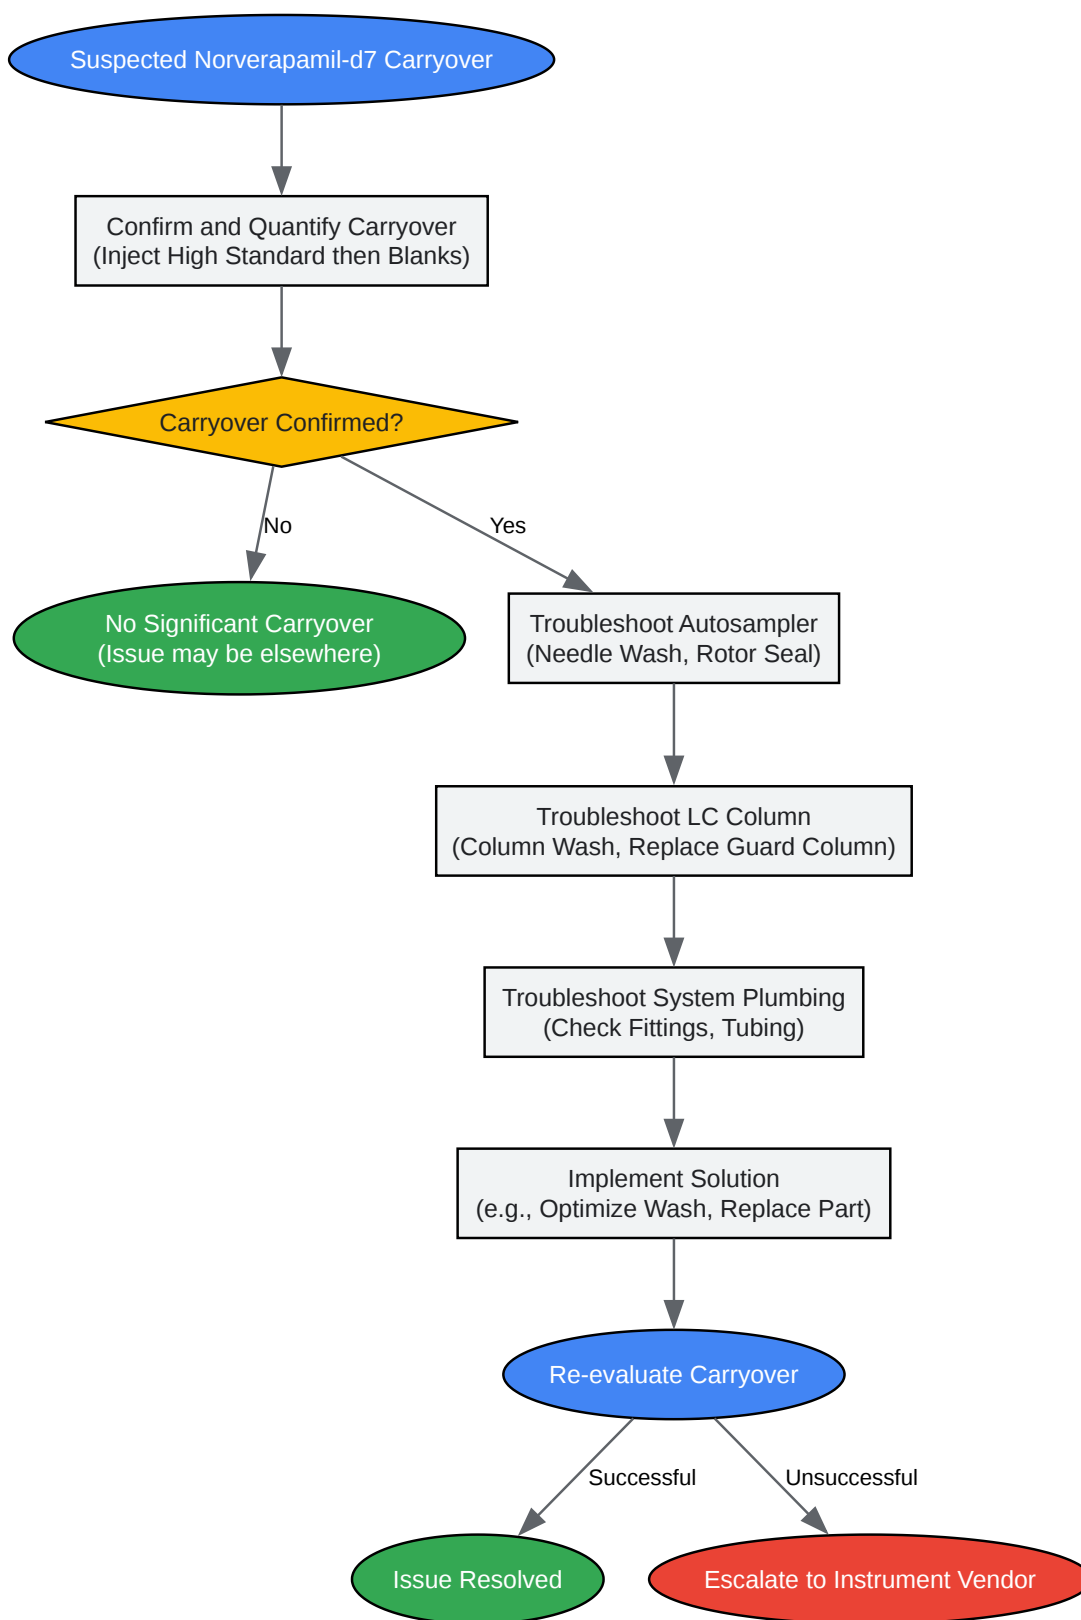 Suspected Norverapamil-d7 Carryover
Confirm and Quantify Carryover
(Inject High Standard then Blanks)
Carryover Confirmed?
No
Yes
No Significant Carryover
(Issue may be elsewhere)
Troubleshoot Autosampler
(Needle Wash, Rotor Seal)
Troubleshoot LC Column
(Column Wash, Replace Guard Column)
Troubleshoot System Plumbing
(Check Fittings, Tubing)
Implement Solution
(e.g., Optimize Wash, Replace Part)
Re-evaluate Carryover
Successful
Unsuccessful
Issue Resolved
Escalate to Instrument Vendor